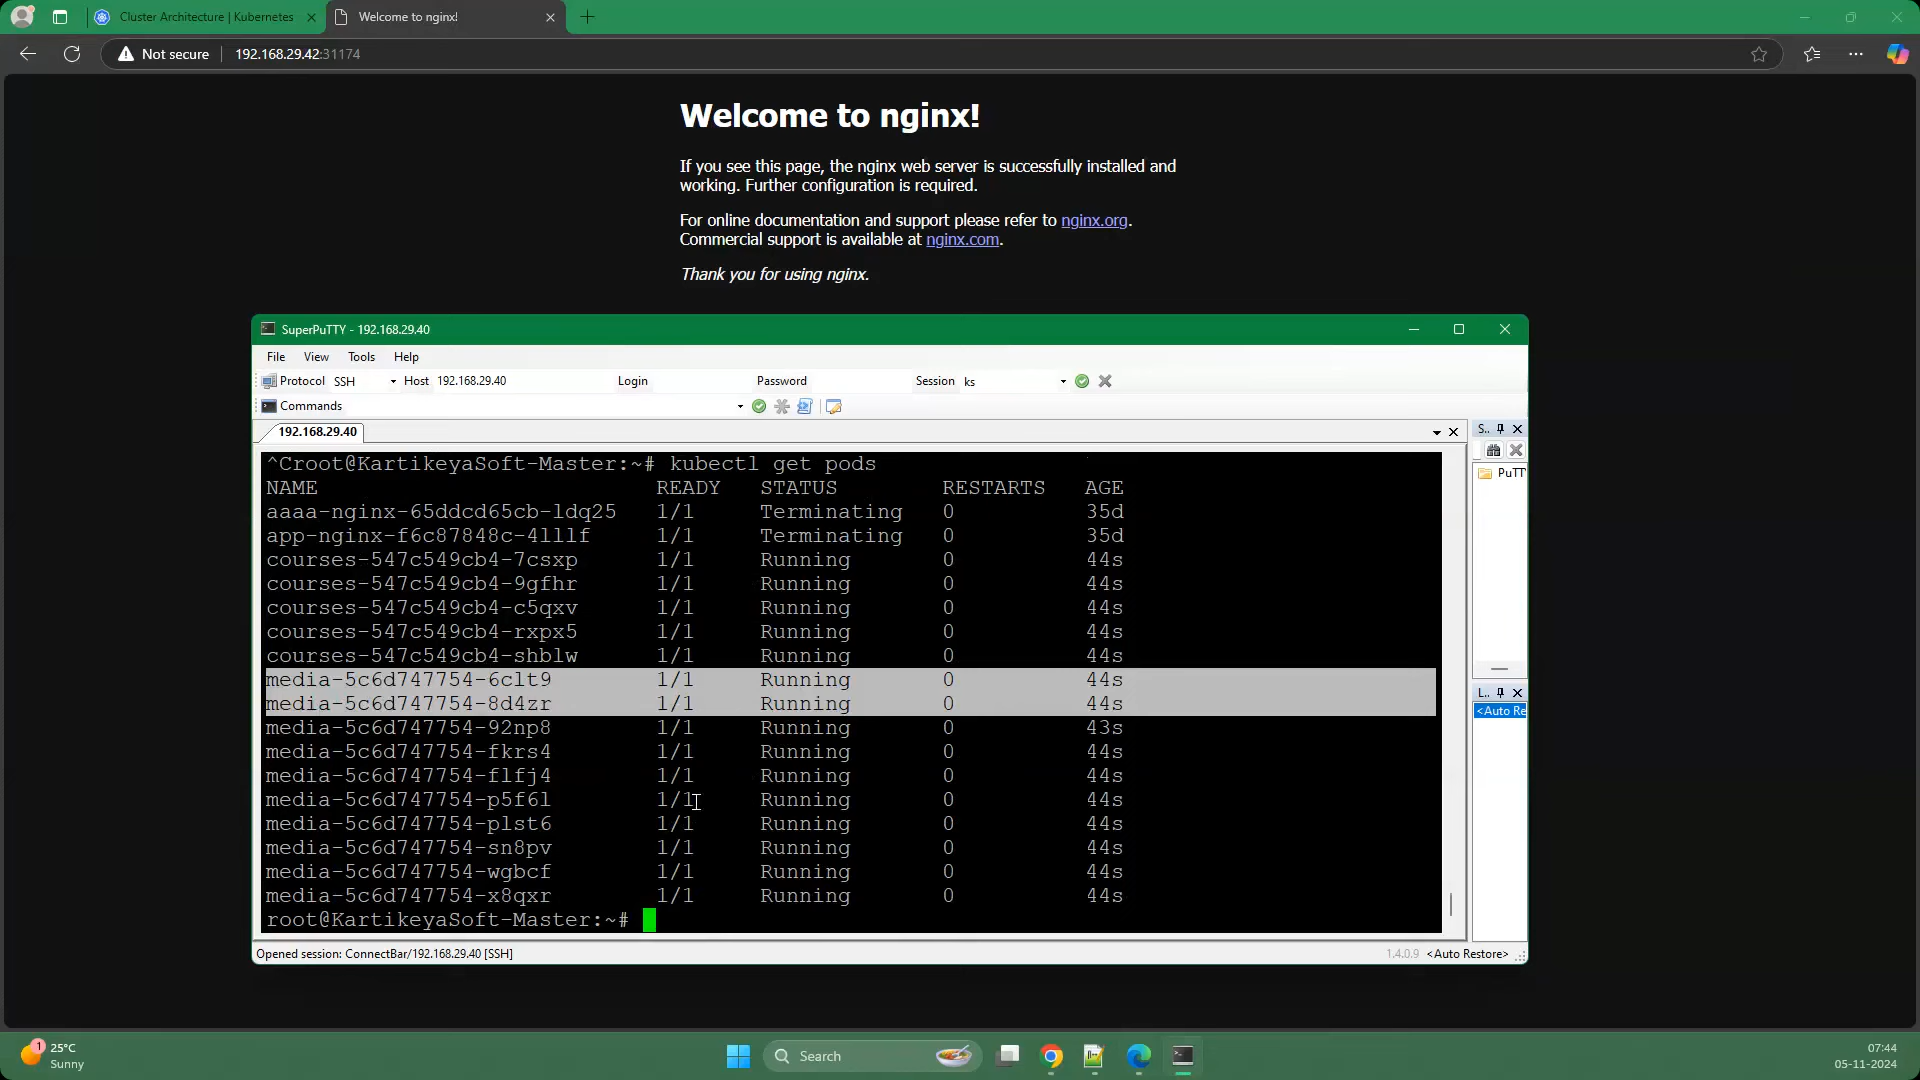 Cluster Architecture | Kubernetes
Welcome to nginx!
Not secure
192.168.29.42:31174
Welcome to nginx!
If you see this page, the nginx web server is successfully installed and
working. Further configuration is required.
For online documentation and support please refer to nginx.org.
Commercial support is available at nginx.com.
Thank you for using nginx.
SuperPuTTY - 192.168.29.40
File View Tools Help
Protocol SSH Host 192.168.29.40 Login Password Session ks
Commands
192.168.29.40
S..
PuTT
L..
<Auto Re
^Croot@KartikeyaSoft-Master:~# kubectl get pods
NAME READY STATUS RESTARTS AGE
aaaa-nginx-65ddcd65cb-ldq25 1/1 Terminating 0 35d
app-nginx-f6c87848c-4lllf 1/1 Terminating 0 35d
courses-547c549cb4-7csxp 1/1 Running 0 44s
courses-547c549cb4-9gfhr 1/1 Running 0 44s
courses-547c549cb4-c5qxv 1/1 Running 0 44s
courses-547c549cb4-rxpx5 1/1 Running 0 44s
courses-547c549cb4-shblw 1/1 Running 0 44s
media-5c6d747754-6clt9 1/1 Running 0 44s
media-5c6d747754-8d4zr 1/1 Running 0 44s
media-5c6d747754-92np8 1/1 Running 0 43s
media-5c6d747754-fkrs4 1/1 Running 0 44s
media-5c6d747754-flfj4 1/1 Running 0 44s
media-5c6d747754-p5f6l 1/1 Running 0 44s
media-5c6d747754-plst6 1/1 Running 0 44s
media-5c6d747754-sn8pv 1/1 Running 0 44s
media-5c6d747754-wgbcf 1/1 Running 0 44s
media-5c6d747754-x8qxr 1/1 Running 0 44s
root@KartikeyaSoft-Master:~#
Opened session: ConnectBar/192.168.29.40 [SSH]
1.4.0.9 <Auto Restore>
1
25°C
Sunny
Search
07:44
05-11-2024